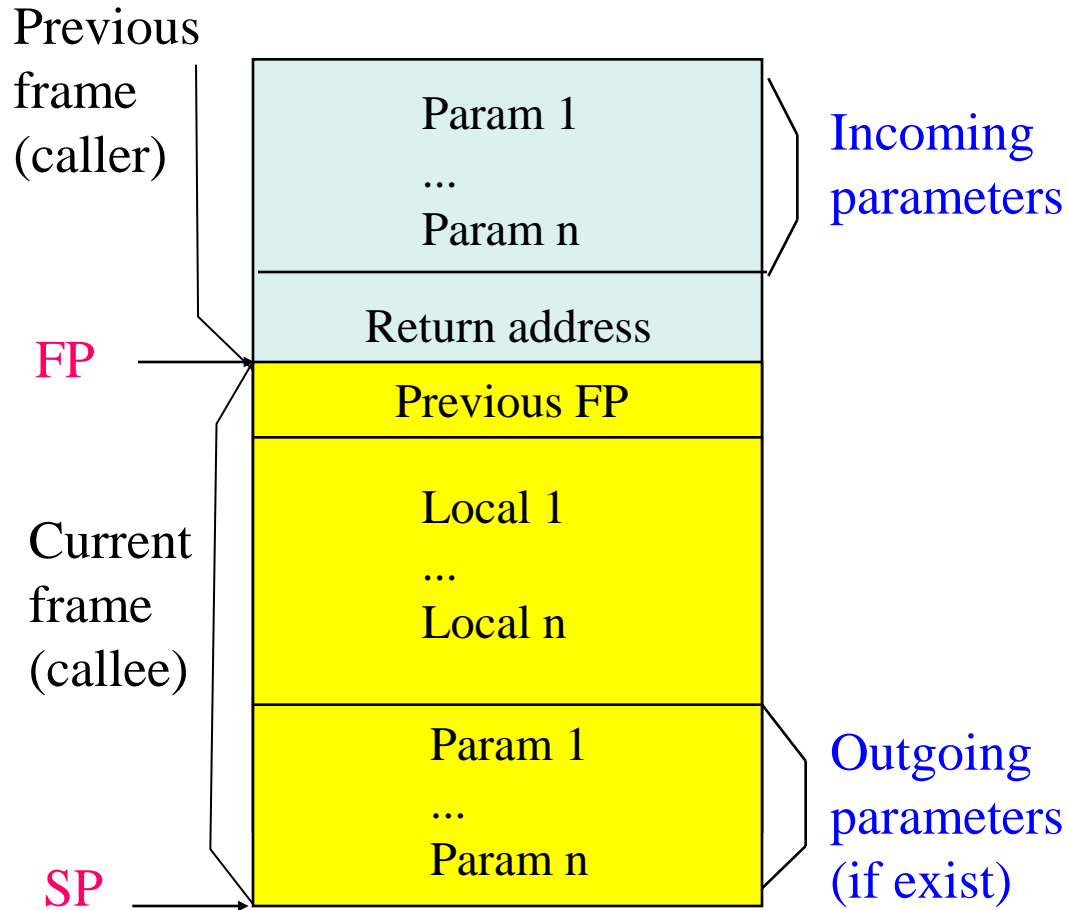 Previous
frame
(caller)
Param 1
...
Param n
Incoming
parameters
Return address
FP
Previous FP
Local 1
...
Local n
Current
frame
(callee)
Param 1
...
Param n
Outgoing
parameters
(if exist)
SP